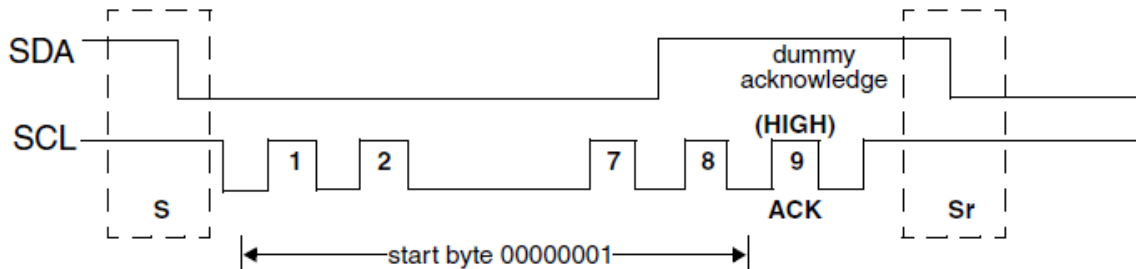 SDA
dummy
acknowledge
SCL
(HIGH)
1 2 7 8 9
S ACK Sr
start byte 00000001